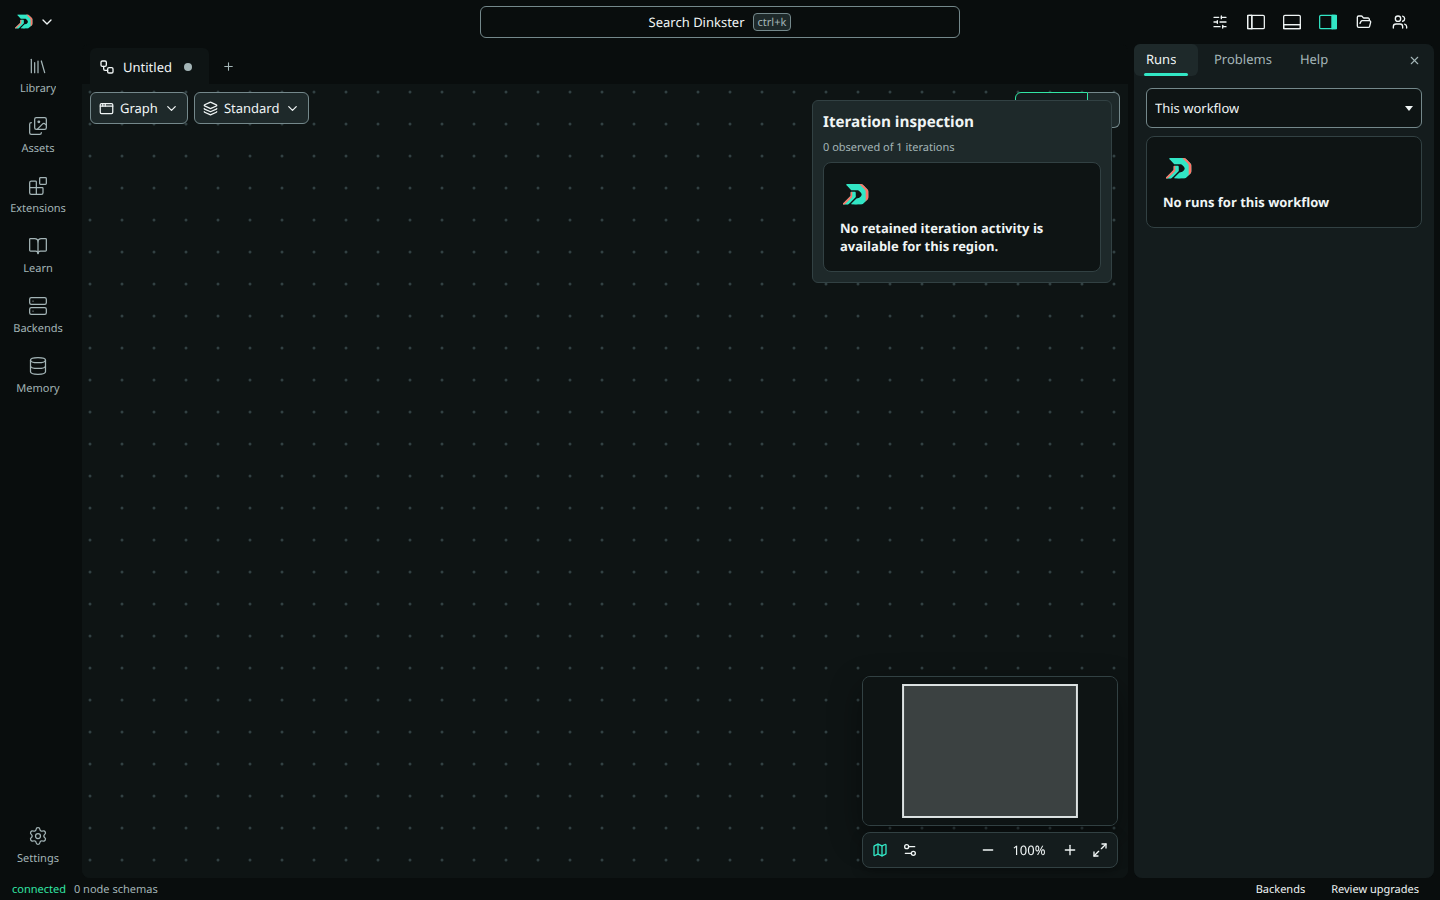 Search Dinkster ctrl+k
Library
Assets
Extensions
Learn
Backends
Memory
Settings
Untitled
Graph
Standard
Iteration inspection
0 observed of 1 iterations
No retained iteration activity is
available for this region.
100%
Runs
Problems
Help
This workflow
No runs for this workflow
connected
0 node schemas
Backends
Review upgrades